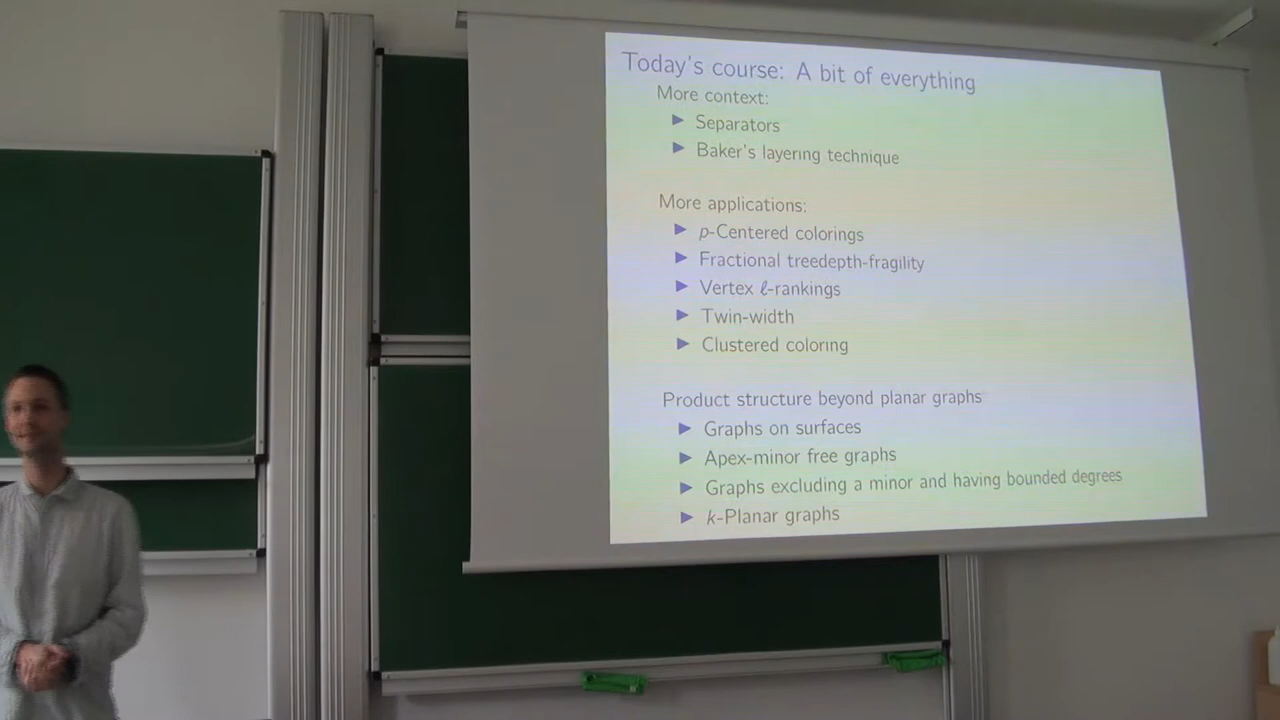 Today's course: A bit of everything
More context:
▶ Separators
▶ Baker's layering technique
More applications:
▶ p-Centered colorings
▶ Fractional treedepth-fragility
▶ Vertex ℓ-rankings
▶ Twin-width
▶ Clustered coloring
Product structure beyond planar graphs
▶ Graphs on surfaces
▶ Apex-minor free graphs
▶ Graphs excluding a minor and having bounded degrees
▶ k-Planar graphs